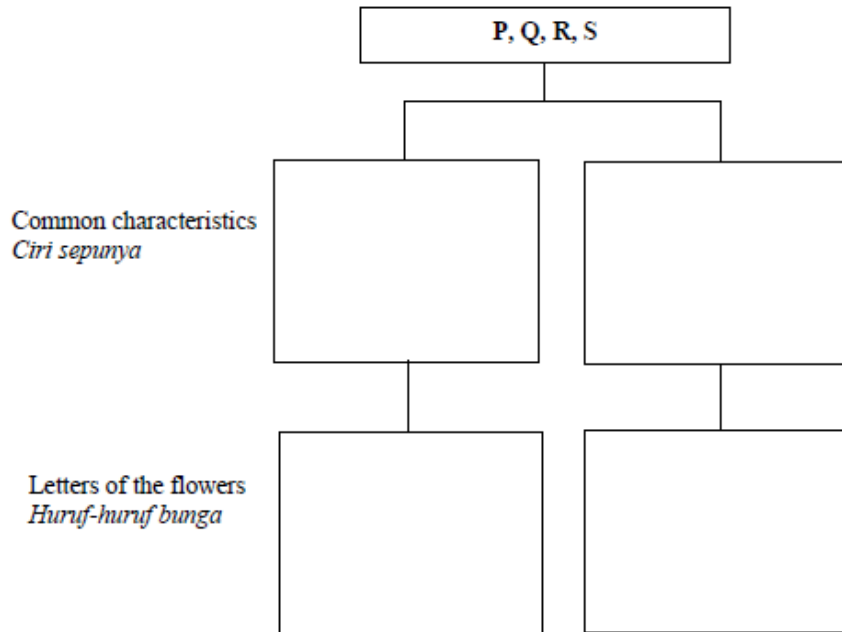 P, Q, R, S
Common characteristics
Ciri sepunya
Letters of the flowers
Huruf-huruf bunga